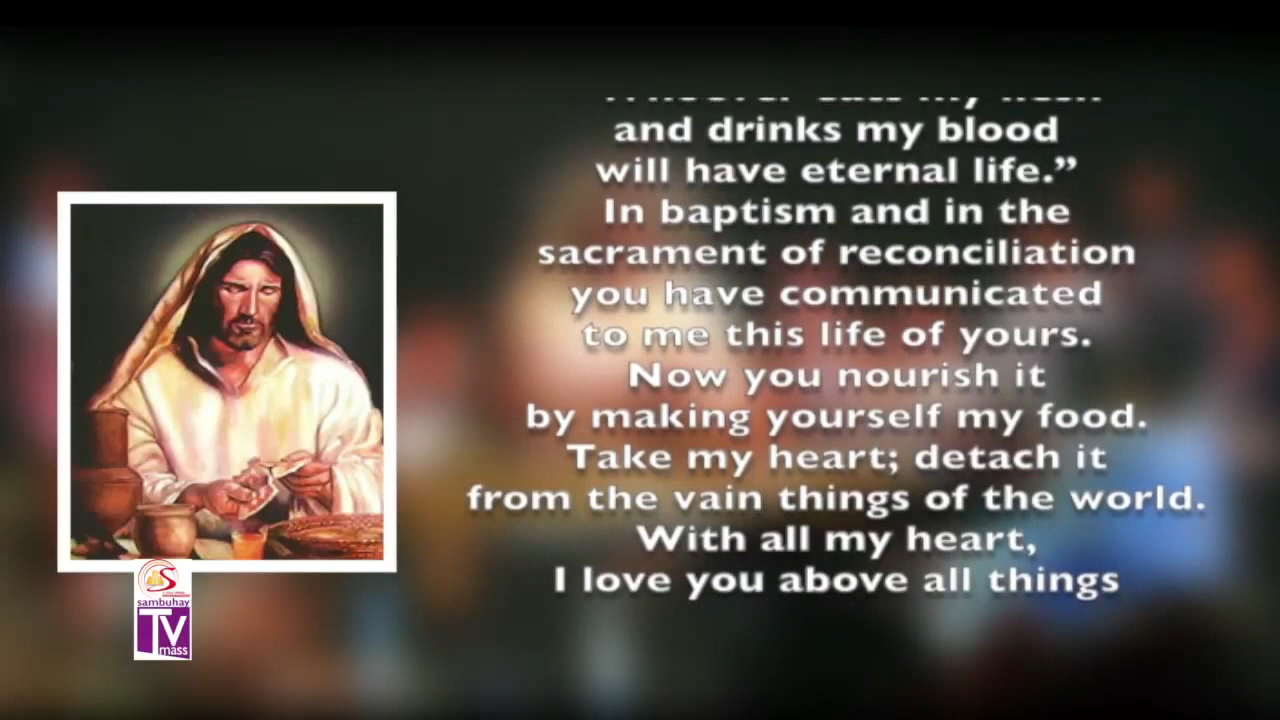 and drinks my blood
will have eternal life.”
In baptism and in the
sacrament of reconciliation
you have communicated
to me this life of yours.
Now you nourish it
by making yourself my food.
Take my heart; detach it
from the vain things of the world.
With all my heart,
I love you above all things
sambuhay
TV
mass